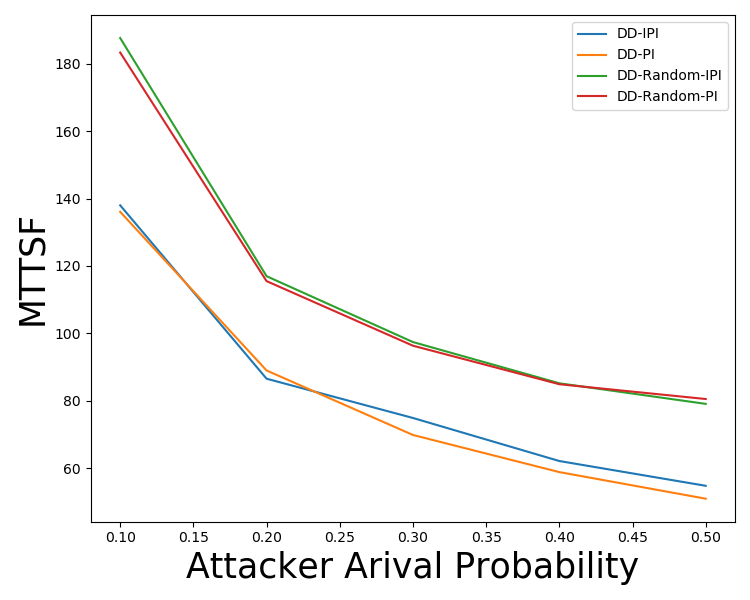 DD-IPI
DD-PI
DD-Random-IPI
DD-Random-PI
MTTSF
180
160
140
120
100
80
60
0.10 0.15 0.20 0.25 0.30 0.35 0.40 0.45 0.50
Attacker Arival Probability